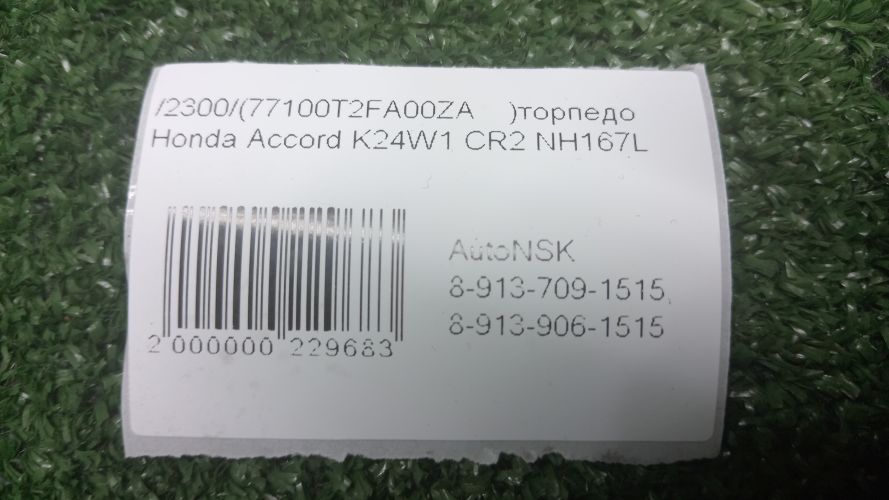 /2300/(77100T2FA00ZA )торпедо
Honda Accord K24W1 CR2 NH167L
AutoNSK
8-913-709-1515,
8-913-906-1515
2 000000 229683